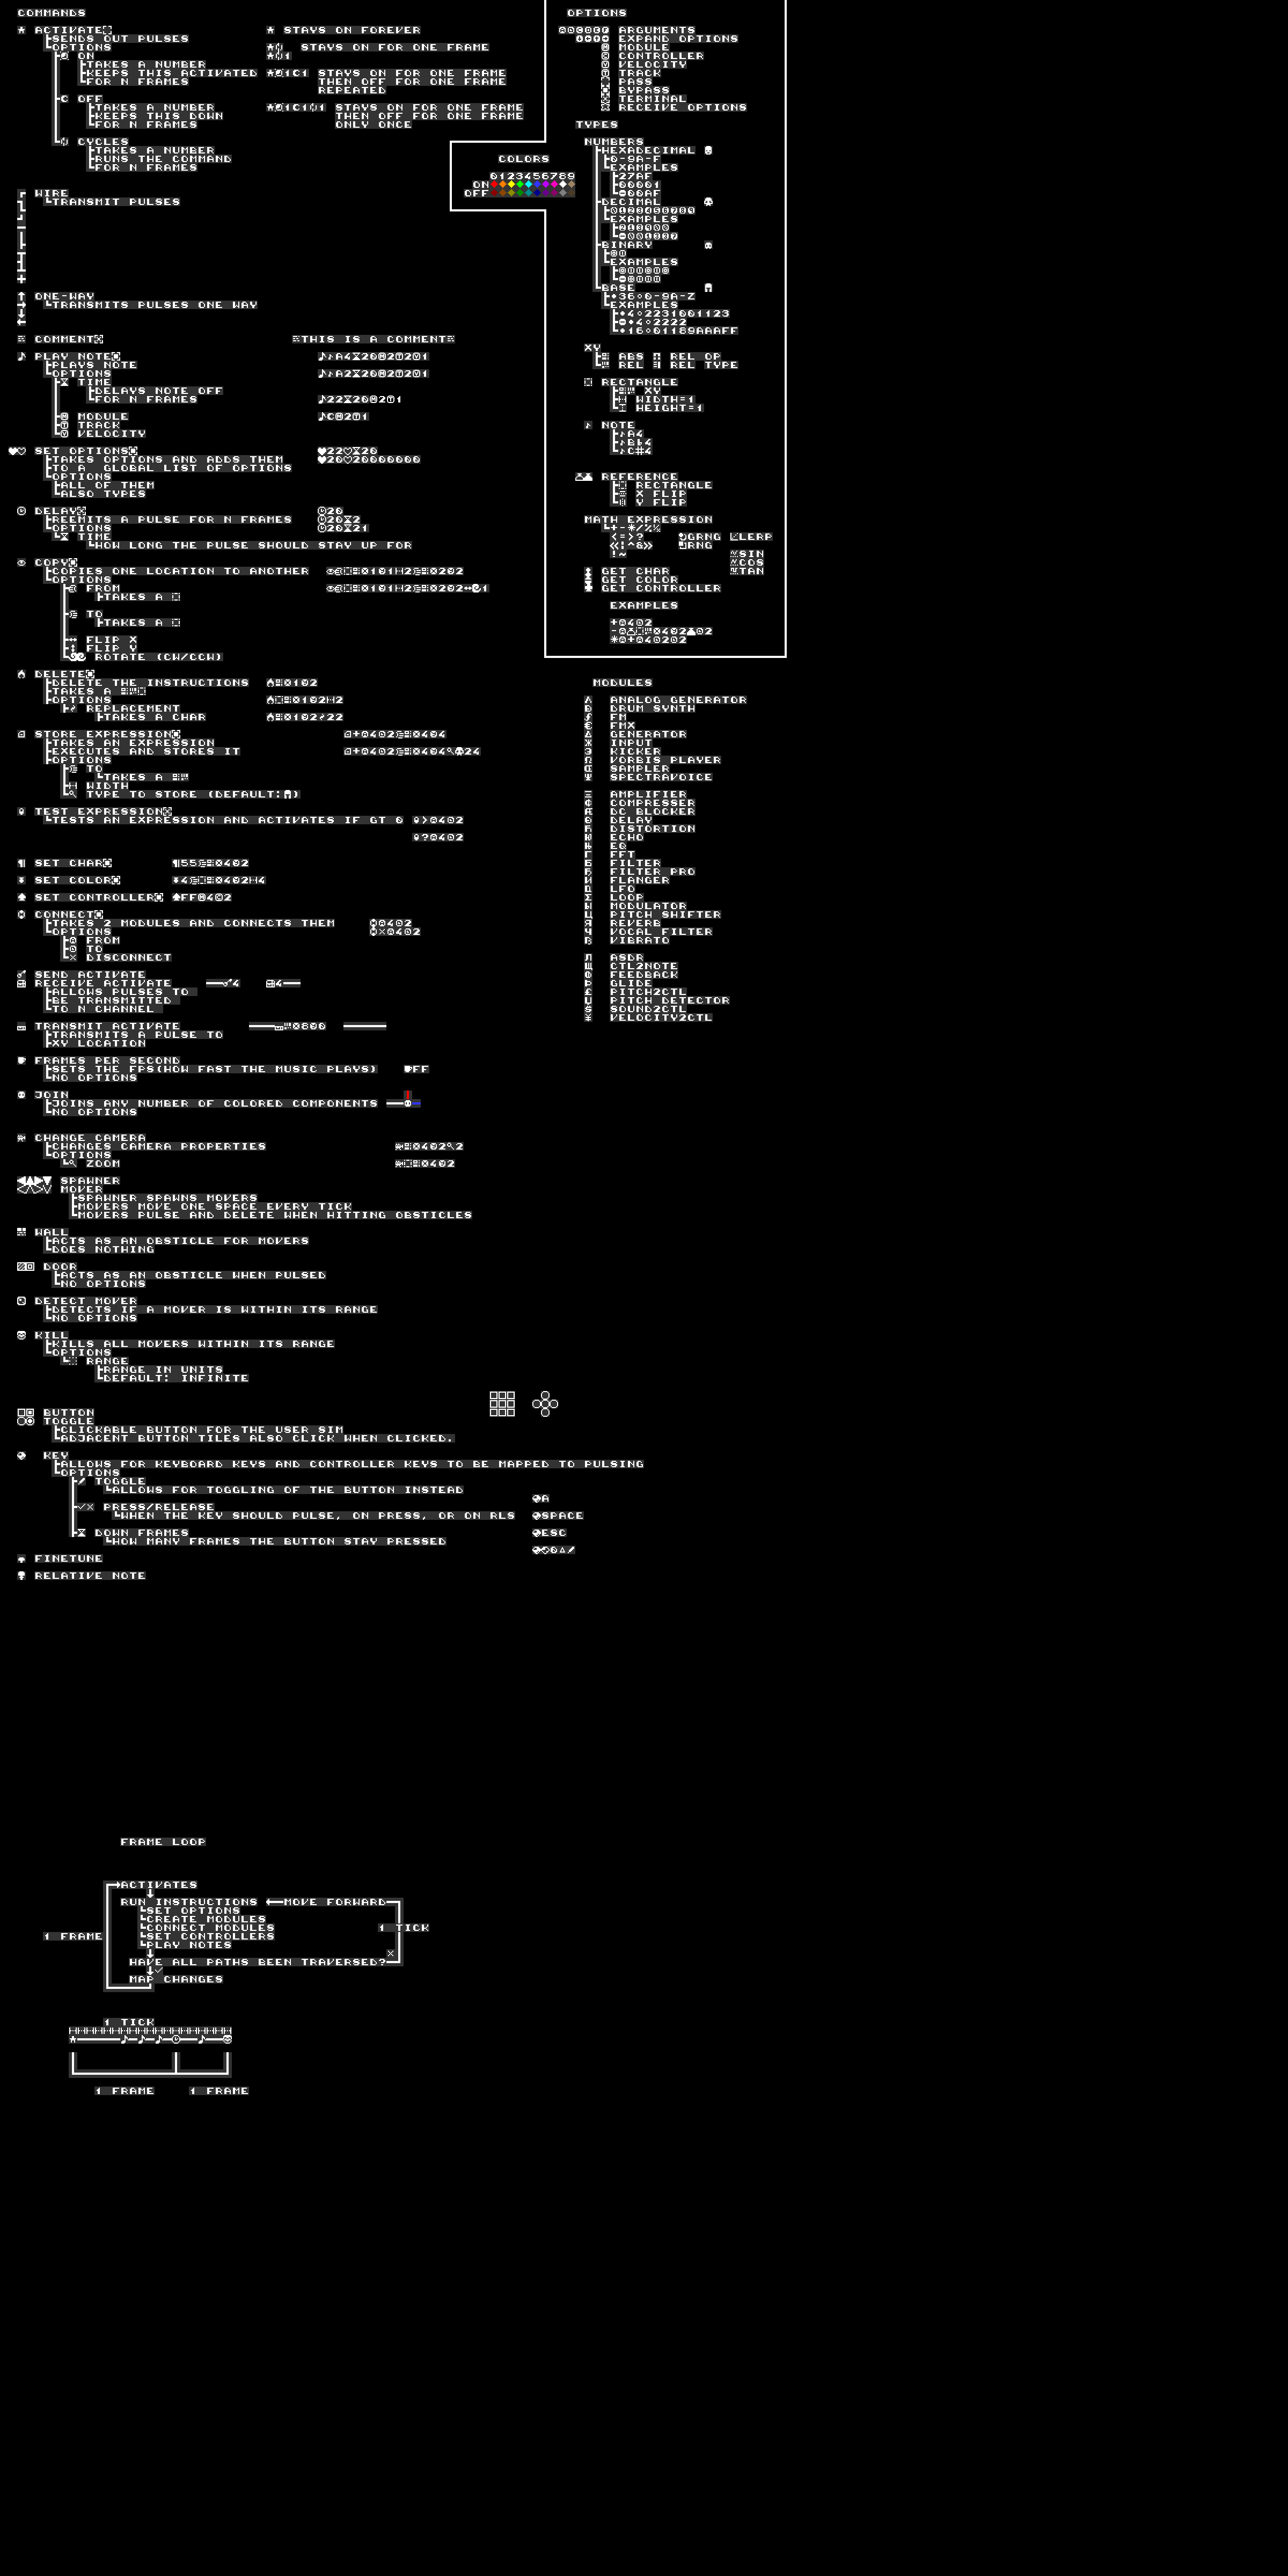 COMMANDS
ACTIVATE
SENDS OUT PULSES
OPTIONS
ON
TAKES A NUMBER
KEEPS THIS ACTIVATED
FOR N FRAMES
OFF
TAKES A NUMBER
KEEPS THIS DOWN
FOR N FRAMES
CYCLES
TAKES A NUMBER
RUNS THE COMMAND
FOR N FRAMES
STAYS ON FOREVER
STAYS ON FOR ONE FRAME
STAYS ON FOR ONE FRAME
THEN OFF FOR ONE FRAME
REPEATED
STAYS ON FOR ONE FRAME
THEN OFF FOR ONE FRAME
ONLY ONCE
WIRE
TRANSMIT PULSES
ONE-WAY
TRANSMITS PULSES ONE WAY
COMMENT
THIS IS A COMMENT
PLAY NOTE
PLAYS NOTE
OPTIONS
TIME
DELAYS NOTE OFF
FOR N FRAMES
MODULE
TRACK
VELOCITY
SET OPTIONS
TAKES OPTIONS AND ADDS THEM
TO A GLOBAL LIST OF OPTIONS
OPTIONS
ALL OF THEM
ALSO TYPES
DELAY
REEMITS A PULSE FOR N FRAMES
OPTIONS
TIME
HOW LONG THE PULSE SHOULD STAY UP FOR
COPY
COPIES ONE LOCATION TO ANOTHER
OPTIONS
FROM
TAKES A
TO
TAKES A
FLIP X
FLIP Y
ROTATE (CW/CCW)
DELETE
DELETE THE INSTRUCTIONS
TAKES A
OPTIONS
REPLACEMENT
TAKES A CHAR
STORE EXPRESSION
TAKES AN EXPRESSION
EXECUTES AND STORES IT
OPTIONS
TO
TAKES A
WIDTH
TYPE TO STORE (DEFAULT: )
TEST EXPRESSION
TESTS AN EXPRESSION AND ACTIVATES IF GT 0
SET CHAR
SET COLOR
SET CONTROLLER
CONNECT
TAKES 2 MODULES AND CONNECTS THEM
OPTIONS
FROM
TO
DISCONNECT
SEND ACTIVATE
RECEIVE ACTIVATE
ALLOWS PULSES TO
BE TRANSMITTED
TO N CHANNEL
TRANSMIT ACTIVATE
TRANSMITS A PULSE TO
XY LOCATION
FRAMES PER SECOND
SETS THE FPS(HOW FAST THE MUSIC PLAYS)
NO OPTIONS
FF
JOIN
JOINS ANY NUMBER OF COLORED COMPONENTS
NO OPTIONS
CHANGE CAMERA
CHANGES CAMERA PROPERTIES
OPTIONS
ZOOM
SPAWNER
MOVER
SPAWNER SPAWNS MOVERS
MOVERS MOVE ONE SPACE EVERY TICK
MOVERS PULSE AND DELETE WHEN HITTING OBSTICLES
WALL
ACTS AS AN OBSTICLE FOR MOVERS
DOES NOTHING
DOOR
ACTS AS AN OBSTICLE WHEN PULSED
NO OPTIONS
DETECT MOVER
DETECTS IF A MOVER IS WITHIN ITS RANGE
NO OPTIONS
KILL
KILLS ALL MOVERS WITHIN ITS RANGE
OPTIONS
RANGE
RANGE IN UNITS
DEFAULT: INFINITE
BUTTON
TOGGLE
CLICKABLE BUTTON FOR THE USER SIM
ADJACENT BUTTON TILES ALSO CLICK WHEN CLICKED.
KEY
ALLOWS FOR KEYBOARD KEYS AND CONTROLLER KEYS TO BE MAPPED TO PULSING
OPTIONS
TOGGLE
ALLOWS FOR TOGGLING OF THE BUTTON INSTEAD
PRESS/RELEASE
WHEN THE KEY SHOULD PULSE, ON PRESS, OR ON RLS
DOWN FRAMES
HOW MANY FRAMES THE BUTTON STAY PRESSED
A
SPACE
ESC
FINETUNE
RELATIVE NOTE
COLORS
0123456789
ON
OFF
OPTIONS
ARGUMENTS
EXPAND OPTIONS
MODULE
CONTROLLER
VELOCITY
TRACK
PASS
BYPASS
TERMINAL
RECEIVE OPTIONS
TYPES
NUMBERS
HEXADECIMAL
0-9A-F
EXAMPLES
27AF
00001
00AF
DECIMAL
EXAMPLES
BINARY
EXAMPLES
BASE
36 0-9A-Z
EXAMPLES
4 2231001123
4 2222
16 01189AAAFF
XY
ABS REL OP
REL REL TYPE
RECTANGLE
XY
WIDTH=1
HEIGHT=1
NOTE
A4
B♭4
C#4
REFERENCE
RECTANGLE
X FLIP
Y FLIP
MATH EXPRESSION
+-*/%
<=>? GRNG LERP
RNG
SIN
COS
TAN
GET CHAR
GET COLOR
GET CONTROLLER
EXAMPLES
MODULES
ANALOG GENERATOR
DRUM SYNTH
FM
FMX
GENERATOR
INPUT
KICKER
VORBIS PLAYER
SAMPLER
SPECTRAVOICE
AMPLIFIER
COMPRESSER
DC BLOCKER
DELAY
DISTORTION
ECHO
EQ
FFT
FILTER
FILTER PRO
FLANGER
LFO
LOOP
MODULATOR
PITCH SHIFTER
REVERB
VOCAL FILTER
VIBRATO
ASDR
CTL2NOTE
FEEDBACK
GLIDE
PITCH2CTL
PITCH DETECTOR
SOUND2CTL
VELOCITY2CTL
FRAME LOOP
ACTIVATES
RUN INSTRUCTIONS
MOVE FORWARD
SET OPTIONS
CREATE MODULES
CONNECT MODULES
SET CONTROLLERS
PLAY NOTES
1 TICK
1 FRAME
HAVE ALL PATHS BEEN TRAVERSED?
MAP CHANGES
1 TICK
1 FRAME
1 FRAME